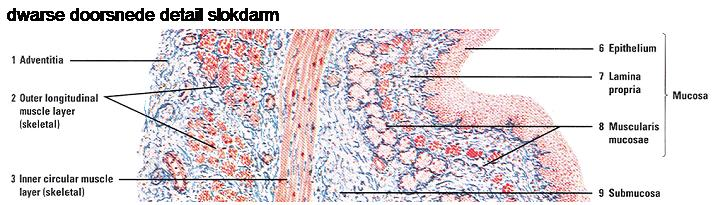 dwarse doorsnede detail slokdarm
1 Adventitia
2 Outer longitudinal
muscle layer
(skeletal)
3 Inner circular muscle
layer (skeletal)
6 Epithelium
7 Lamina
propria
Mucosa
8 Muscularis
mucosae
9 Submucosa